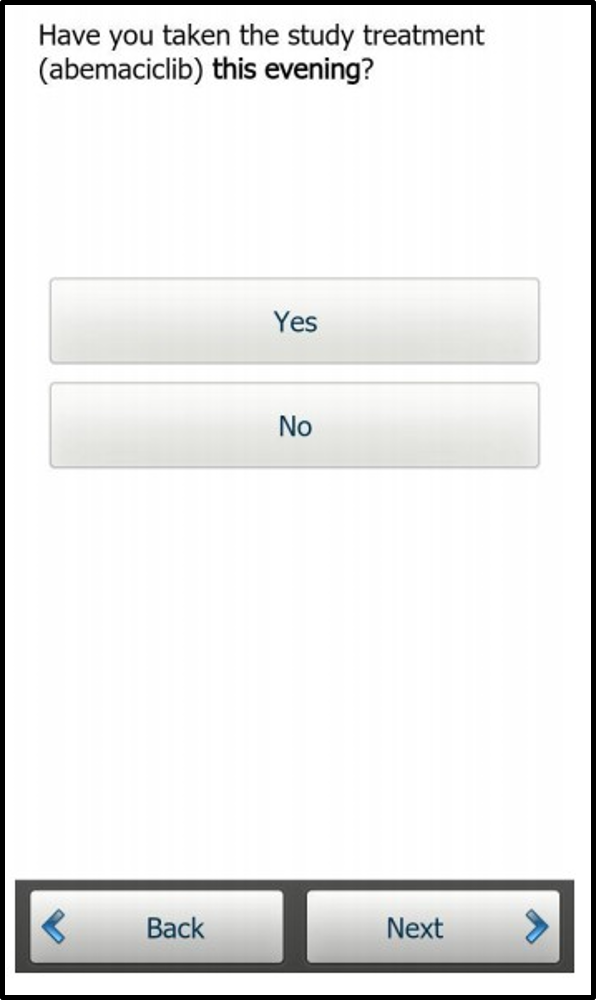 Have you taken the study treatment
(abemaciclib) this evening?
Yes
No
Back
Next